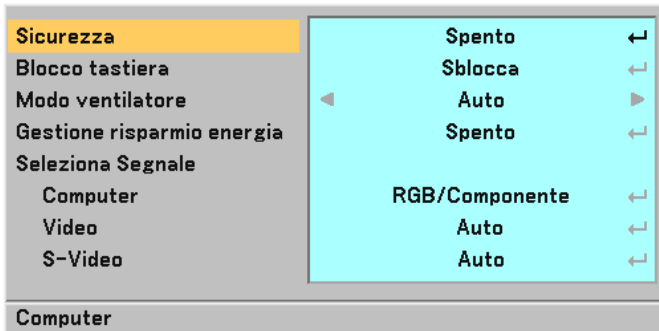 Sicurezza Spento
Blocco tastiera Sblocca
Modo ventilatore Auto
Gestione risparmio energia Spento
Seleziona Segnale
Computer RGB/Componente
Video Auto
S-Video Auto
Computer